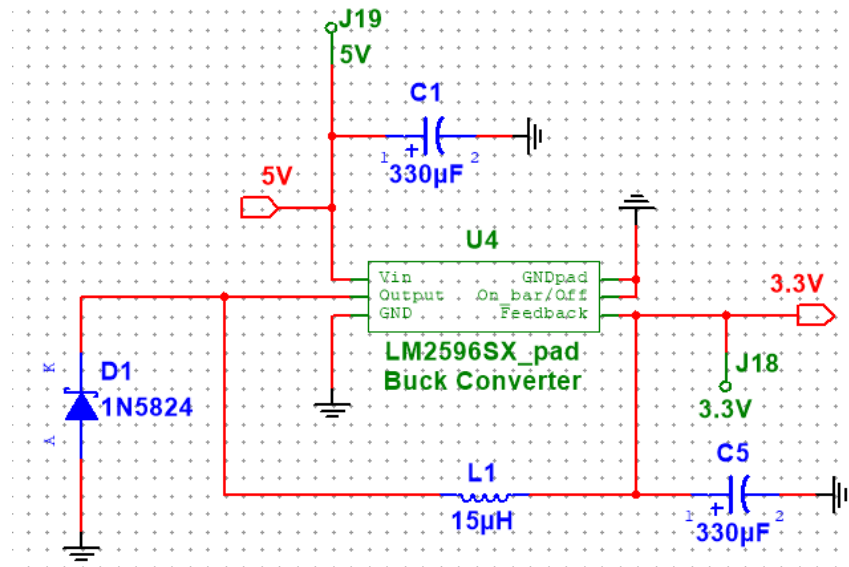 J19
5V
C1
1 + 2
330µF
5V
U4
Vin GNDpad
Output On_bar/Off
GND Feedback
3.3V
LM2596SX_pad
Buck Converter
K
D1
1N5824
A
J18
3.3V
C5
L1
15µH
1 + 2
330µF